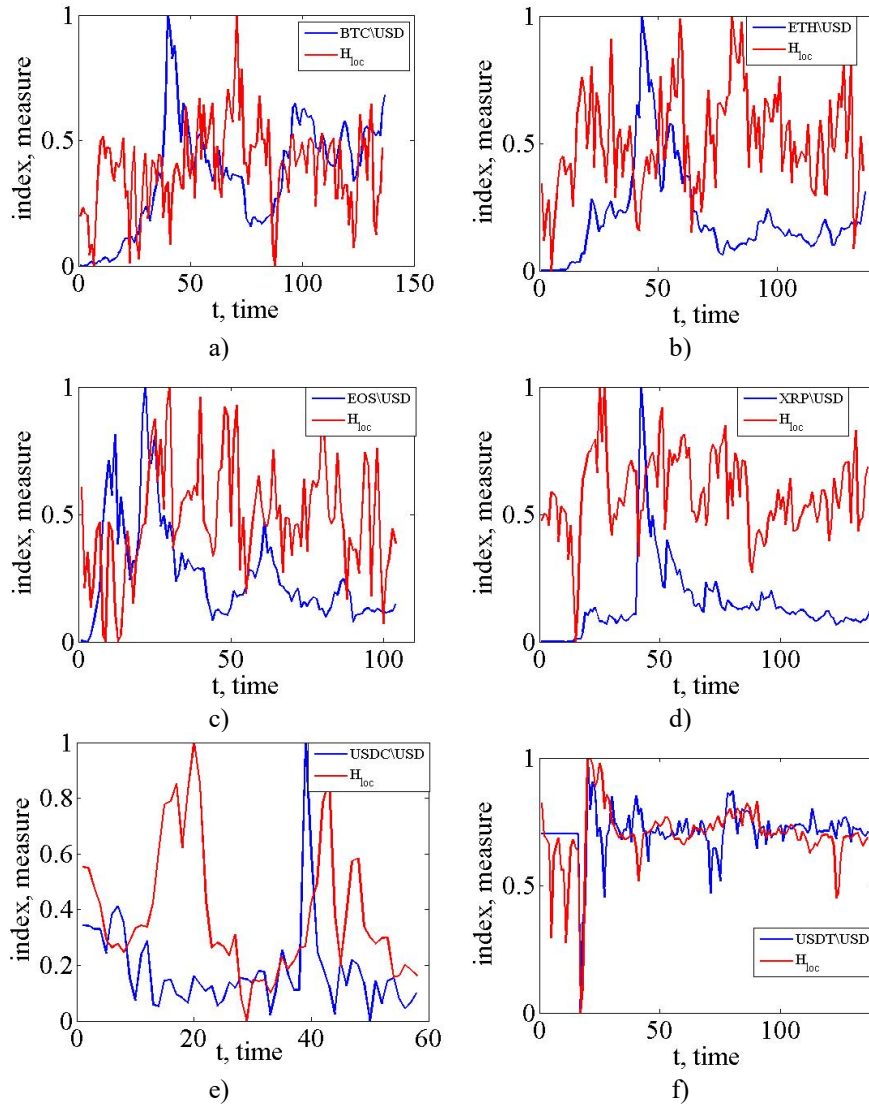 1
BTC\USD
H_loc
0.5
index, measure
0
0 50 100 150
t, time
a)
1
ETH\USD
H_loc
0.5
index, measure
0
0 50 100
t, time
b)
1
EOS\USD
H_loc
0.5
index, measure
0
0 50 100
t, time
c)
1
XRP\USD
H_loc
0.5
index, measure
0
0 50 100
t, time
d)
1
USDC\USD
H_loc
0.8
0.6
0.4
0.2
index, measure
0
0 20 40 60
t, time
e)
1
0.5
USDT\USD
H_loc
index, measure
0
0 50 100
t, time
f)